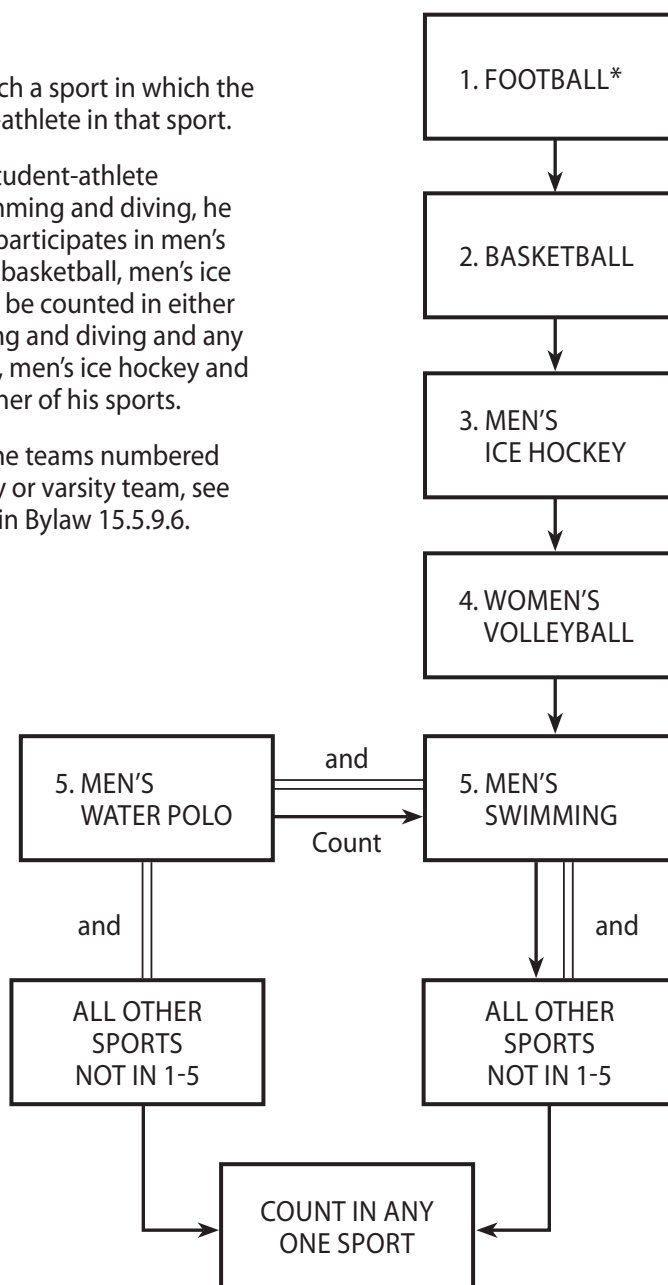 ch a sport in which the
-athlete in that sport.
tudent-athlete
nming and diving, he
participates in men's
basketball, men's ice
be counted in either
ng and diving and any
, men's ice hockey and
ner of his sports.
he teams numbered
y or varsity team, see
in Bylaw 15.5.9.6.
1. FOOTBALL*
2. BASKETBALL
3. MEN'S
ICE HOCKEY
4. WOMEN'S
VOLLEYBALL
5. MEN'S
WATER POLO
and
Count
5. MEN'S
SWIMMING
and
and
ALL OTHER
SPORTS
NOT IN 1-5
ALL OTHER
SPORTS
NOT IN 1-5
COUNT IN ANY
ONE SPORT